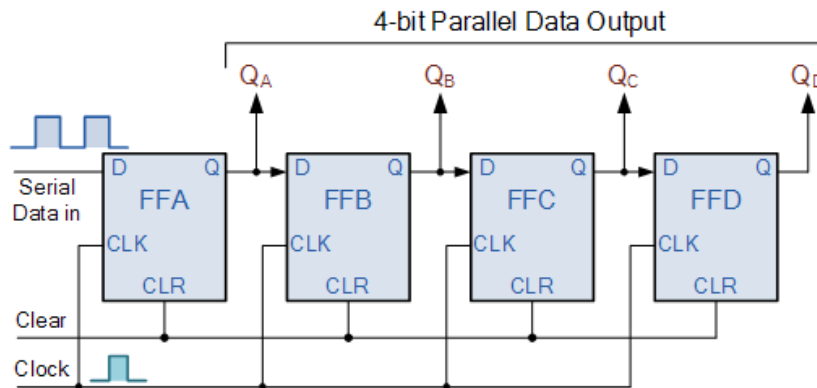 4-bit Parallel Data Output
QA QB QC QD
D Q D Q D Q D Q
Serial
Data in
FFA FFB FFC FFD
CLK CLK CLK CLK
CLR CLR CLR CLR
Clear
Clock